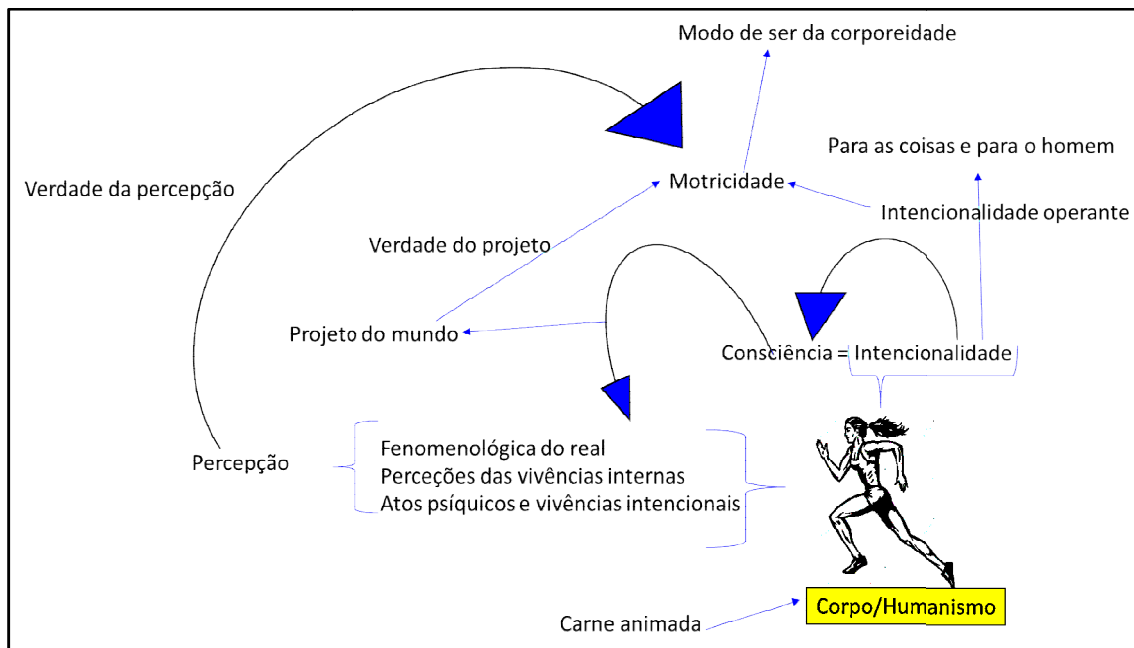 Modo de ser da corporeidade
Para as coisas e para o homem
Motricidade
Verdade da percepção
Intencionalidade operante
Verdade do projeto
Projeto do mundo
Consciência = Intencionalidade
Fenomenológica do real
Percepção
Perceções das vivências internas
Atos psíquicos e vivências intencionais
Corpo/Humanismo
Carne animada